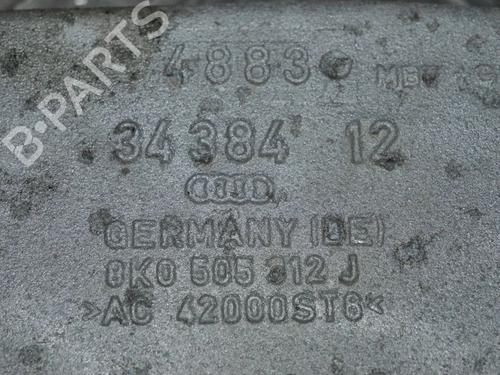 B-PARTS
4883
34384 12
GERMANY (DE)
8K0 505 312 J
>AC 42000ST6<